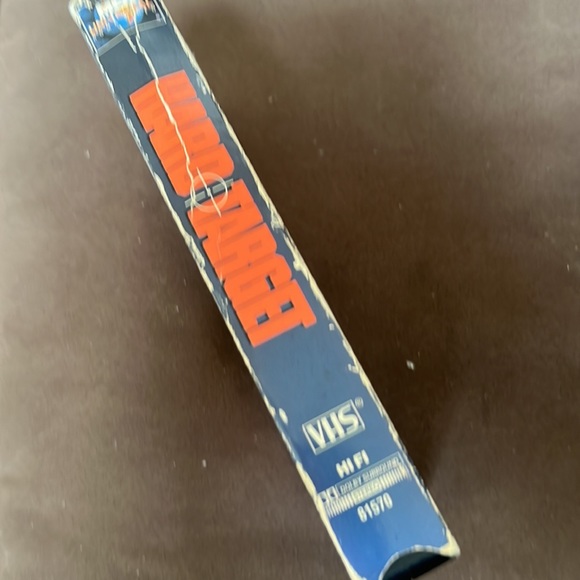 HARD TARGET
VHS®
HI FI
DOLBY SURROUND
81570